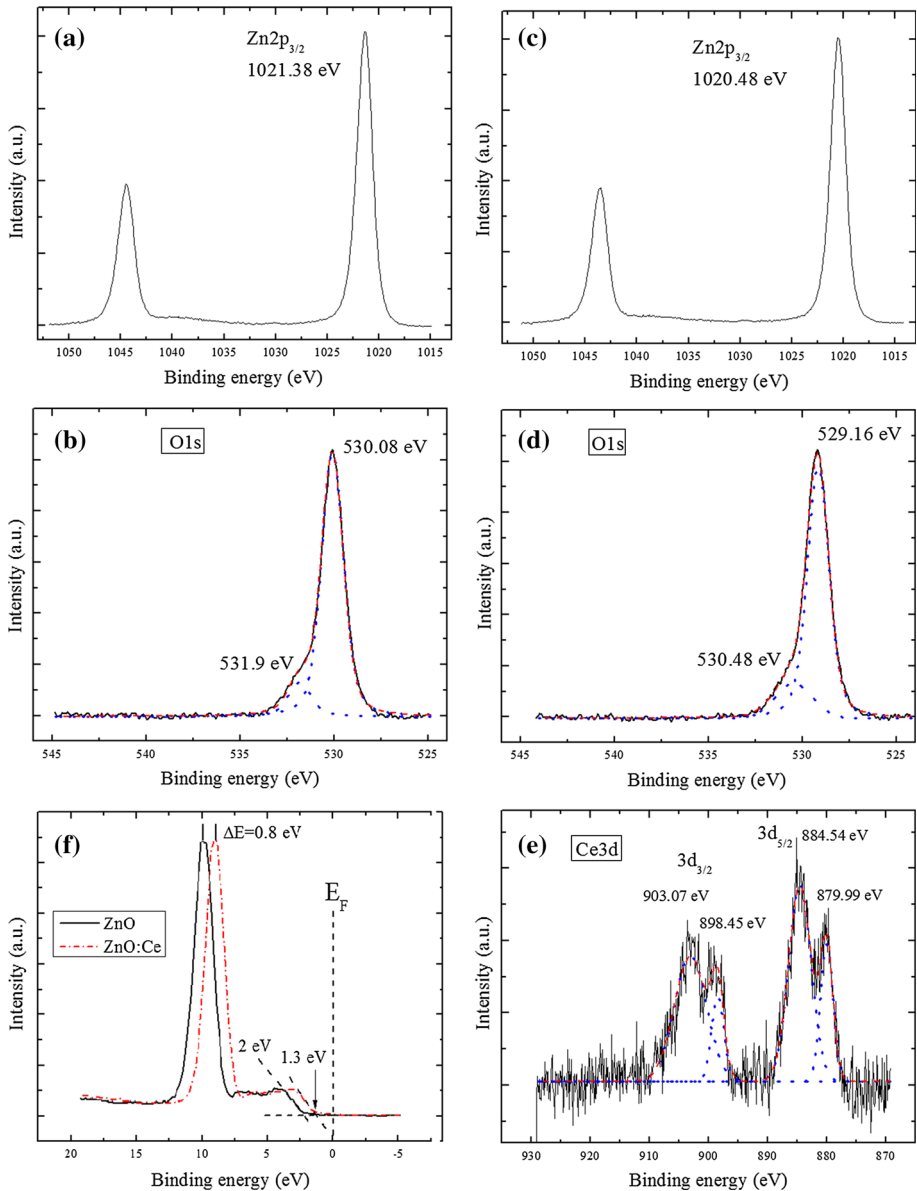 (a)
Zn2p3/2
1021.38 eV
Intensity (a.u.)
1050 1045 1040 1035 1030 1025 1020 1015
Binding energy (eV)
(c)
Zn2p3/2
1020.48 eV
Intensity (a.u.)
1050 1045 1040 1035 1030 1025 1020 1015
Binding energy (eV)
(b)
O1s
530.08 eV
531.9 eV
Intensity (a.u.)
545 540 535 530 525
Binding energy (eV)
(d)
O1s
529.16 eV
530.48 eV
Intensity (a.u.)
545 540 535 530 525
Binding energy (eV)
(f)
ΔE=0.8 eV
EF
ZnO
ZnO:Ce
2 eV
1.3 eV
Intensity (a.u.)
20 15 10 5 0 -5
Binding energy (eV)
(e)
Ce3d
3d3/2
903.07 eV
898.45 eV
3d5/2
884.54 eV
879.99 eV
Intensity (a.u.)
930 920 910 900 890 880 870
Binding energy (eV)